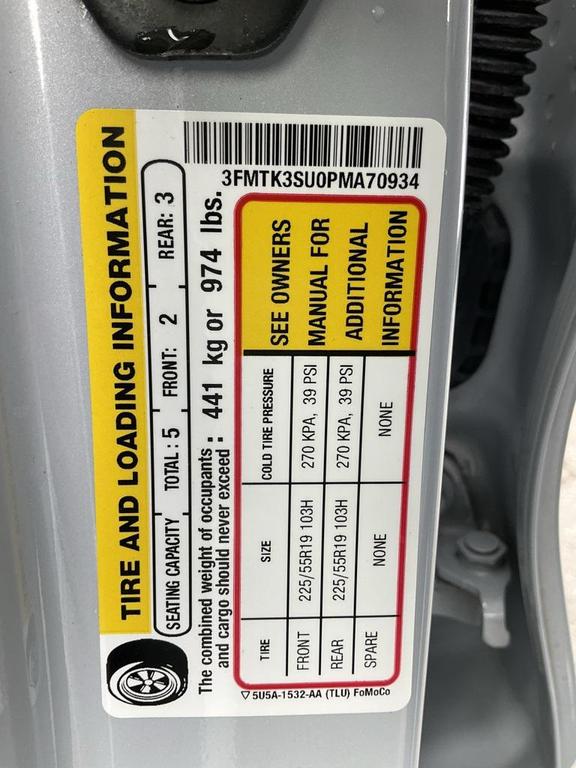 3FMTK3SU0PMA70934
TIRE AND LOADING INFORMATION
SEATING CAPACITY TOTAL : 5 FRONT: 2 REAR: 3
The combined weight of occupants
and cargo should never exceed : 441 kg or 974 lbs.
TIRE SIZE COLD TIRE PRESSURE
FRONT 225/55R19 103H 270 KPA, 39 PSI
REAR 225/55R19 103H 270 KPA, 39 PSI
SPARE NONE NONE
SEE OWNERS
MANUAL FOR
ADDITIONAL
INFORMATION
5U5A-1532-AA (TLU) FoMoCo